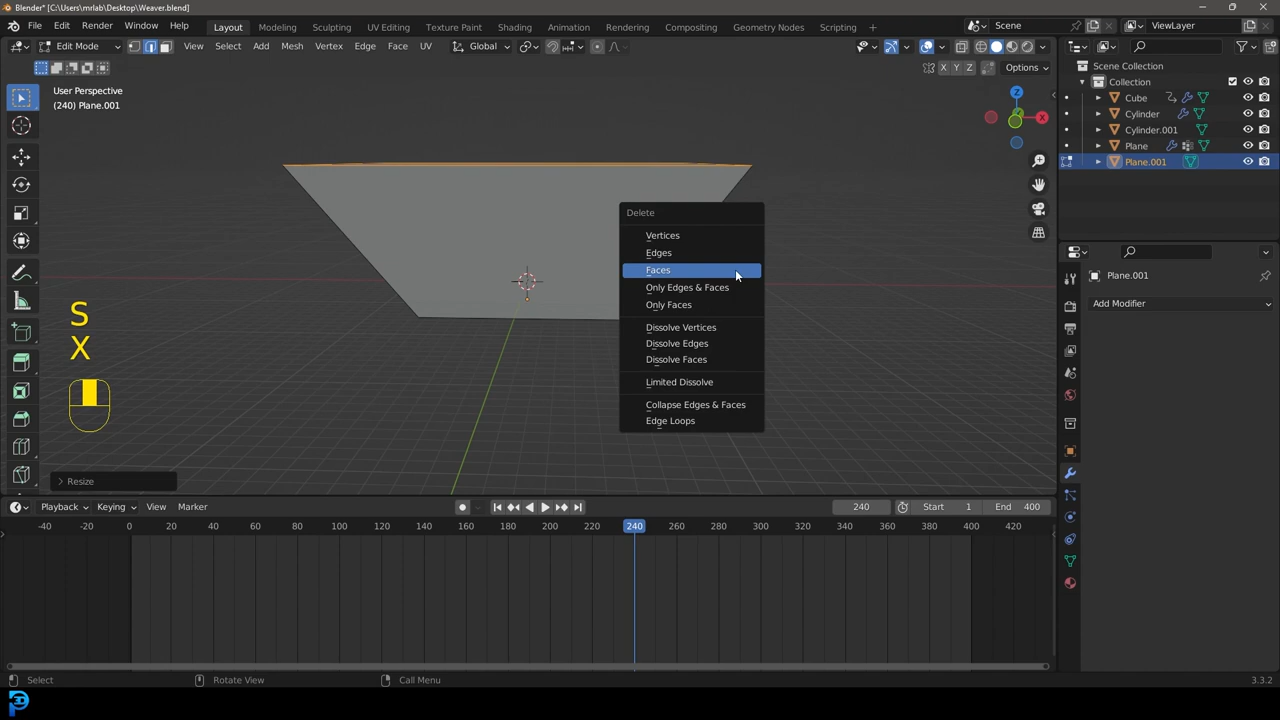 Blender* [C:\Users\mrlab\Desktop\Weaver.blend]
File Edit Render Window Help Layout Modeling Sculpting UV Editing Texture Paint Shading Animation Rendering Compositing Geometry Nodes Scripting + Scene ViewLayer
Edit Mode View Select Add Mesh Vertex Edge Face UV Global
X Y Z Options
User Perspective
(240) Plane.001
Z
X
Scene Collection
Collection
Cube
Cylinder
Cylinder.001
Plane
Plane.001
Delete
Vertices
Edges
Faces
Only Edges & Faces
Only Faces
Dissolve Vertices
Dissolve Edges
Dissolve Faces
Limited Dissolve
Collapse Edges & Faces
Edge Loops
S
X
Plane.001
Add Modifier
> Resize
Playback Keying View Marker 240 Start 1 End 400
-40 -20 0 20 40 60 80 100 120 140 160 180 200 220 240 260 280 300 320 340 360 380 400 420
Select Rotate View Call Menu 3.3.2